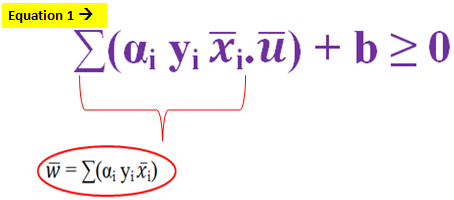 Equation 1 →
∑(αᵢ yᵢ x̅ᵢ.u̅) + b ≥ 0
w̅ = ∑(αᵢ yᵢ x̅ᵢ)